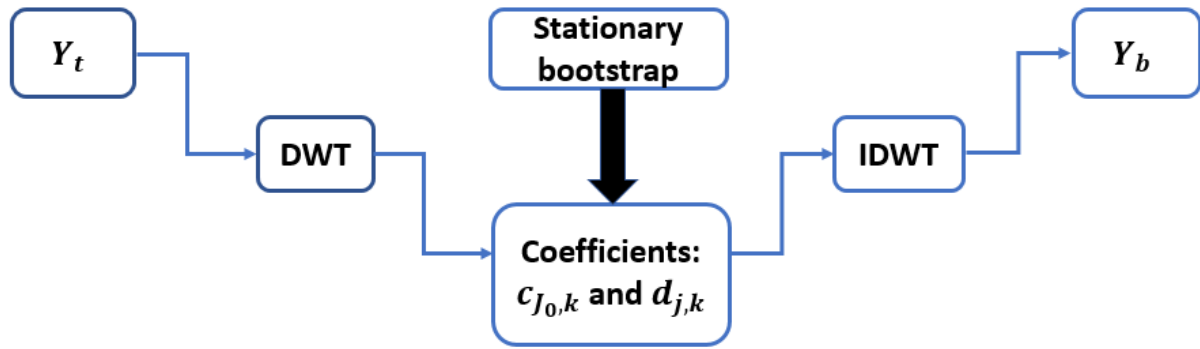 Y_t
Stationary
bootstrap
Y_b
DWT
IDWT
Coefficients:
c_{J_0,k} and d_{j,k}